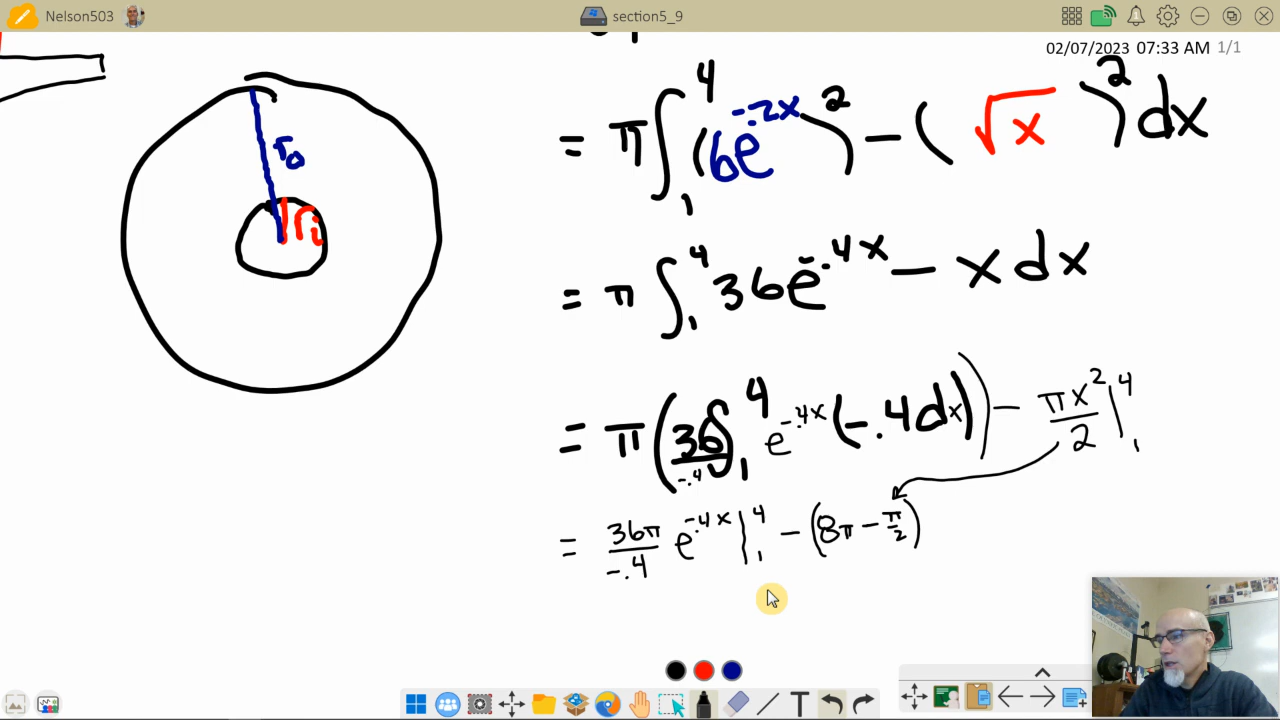 Nelson503
section5_9
02/07/2023 07:33 AM 1/1
= π∫₁⁴ (6e^-.2x)² - (√x)² dx
r₀
rᵢ
= π ∫₁⁴ 36e^-.4x - x dx
= π(36/-.4 ∫₁⁴ e^-.4x (-.4dx)) - πx²/2 |₁⁴
= 36π/-.4 e^-.4x |₁⁴ - (8π - π/2)